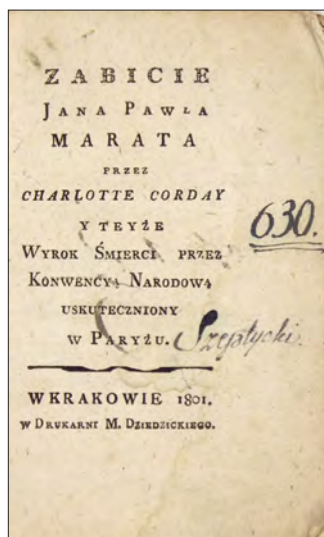 ZABICIE
JANA PAWŁA
MARATA
PRZEZ
CHARLOTTE CORDAY
Y TEYŻE
WYROK ŚMIERCI PRZEZ
KONWENCYĄ NARODOWĄ
USKUTECZNIONY
W PARYŻU.
630.
Szeptycki.
WKRAKOWIE 1801.
W DRUKARNI M. DZIEDZICKIEGO.